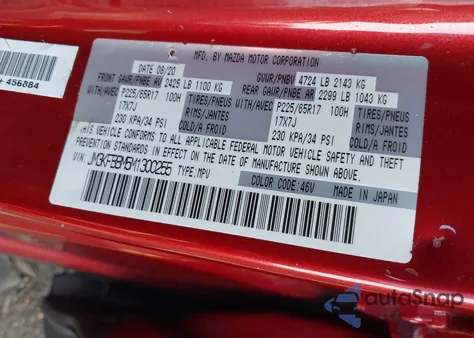 456884
MFD. BY MAZDA MOTOR CORPORATION
DATE 08/20
GVWR/PNBV 4724 LB 2143 KG
FRONT GAWR/PNBE AV 2425 LB 1100 KG
REAR GAWR/PNBE AR 2299 LB 1043 KG
WITH/AVEC P225/65R17 100H TIRES/PNEUS
WITH/AVEC P225/65R17 100H TIRES/PNEUS
17X7J RIMS/JANTES
17X7J RIMS/JANTES
230 KPA/34 PSI COLD/A FROID
230 KPA/34 PSI COLD/A FROID
THIS VEHICLE CONFORMS TO ALL APPLICABLE FEDERAL MOTOR VEHICLE SAFETY AND THEFT
PREVENTION STANDARDS IN EFFECT ON THE DATE OF MANUFACTURE SHOWN ABOVE.
VIN: TYPE: MPV
COLOR CODE: 46V MADE IN JAPAN
autoSnap